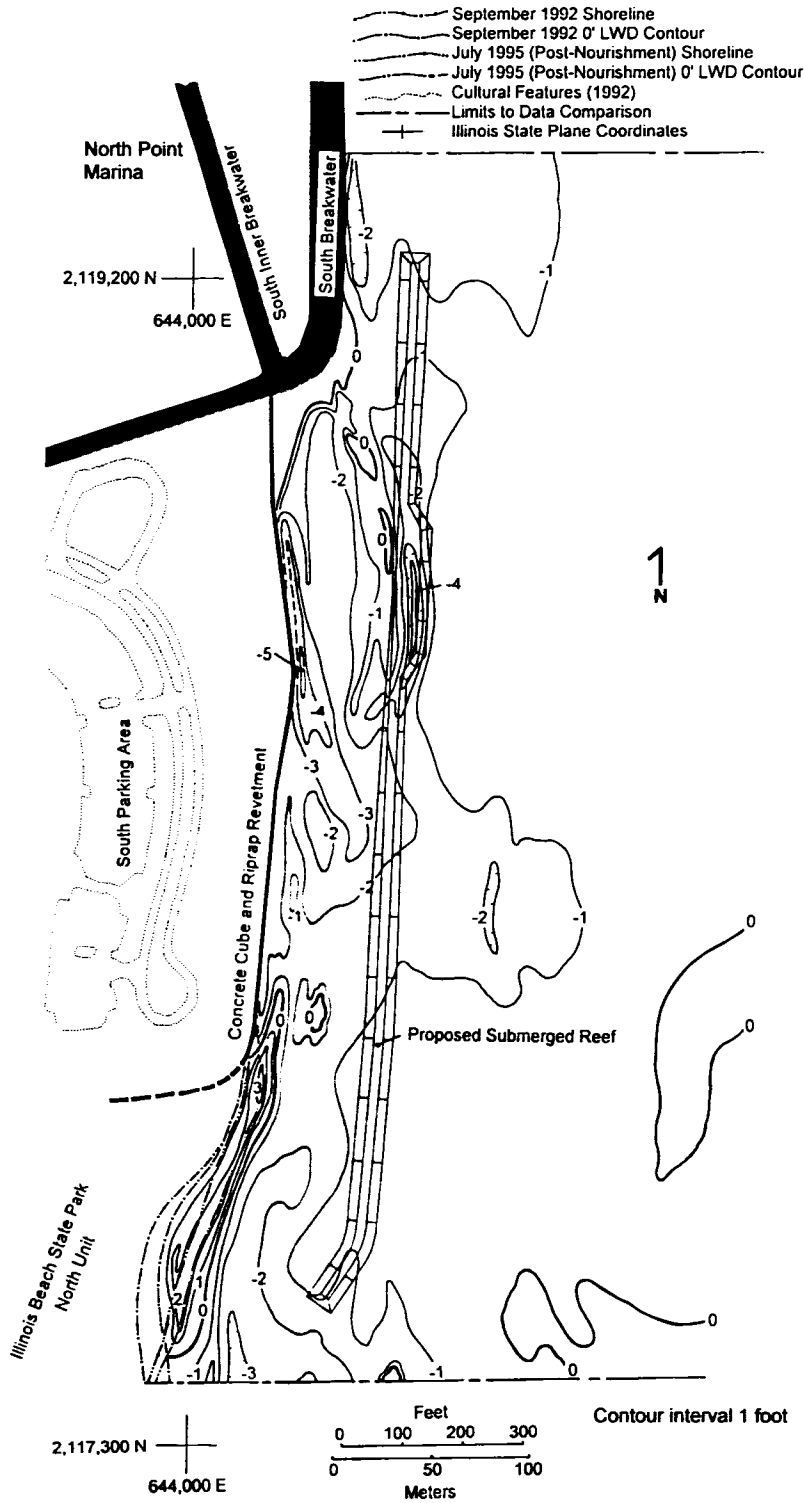 September 1992 Shoreline
September 1992 0' LWD Contour
July 1995 (Post-Nourishment) Shoreline
July 1995 (Post-Nourishment) 0' LWD Contour
Cultural Features (1992)
Limits to Data Comparison
Illinois State Plane Coordinates
North Point
Marina
South Inner Breakwater
South Breakwater
2,119,200 N
644,000 E
-2
-1
0
0
-2
-2
0
-1
-4
-5
-4
-3
-3
-2
-2
-1
-2
-1
0
0
South Parking Area
Concrete Cube and Riprap Revetment
0
0
Proposed Submerged Reef
3
1
N
Illinois Beach State Park
North Unit
-2
2
1
0
-1
-3
-1
0
0
Feet
0 100 200 300
0 50 100
Meters
Contour interval 1 foot
2,117,300 N
644,000 E